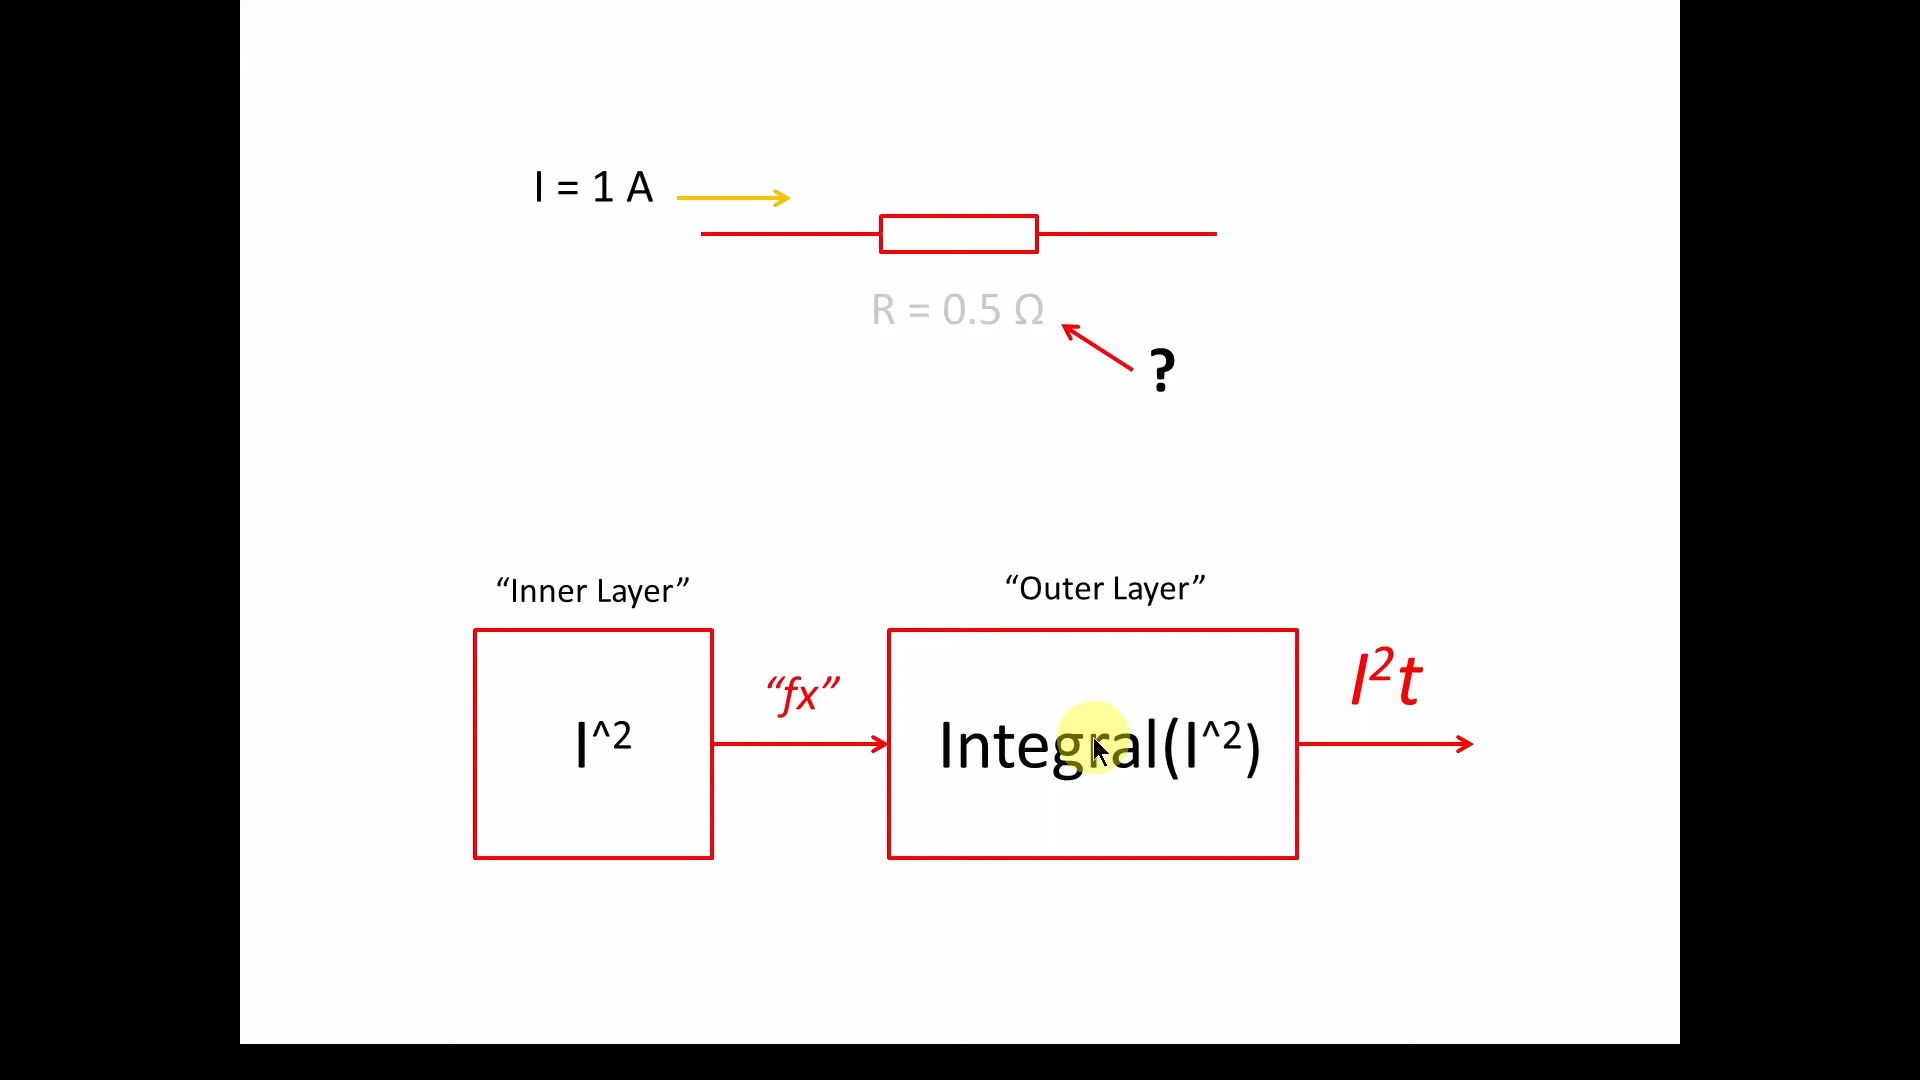 I = 1 A
R = 0.5 Ω
?
“Inner Layer”
“Outer Layer”
I^2
“fx”
Integral(I^2)
I²t